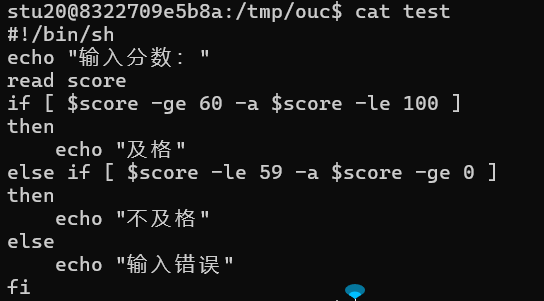 stu20@8322709e5b8a:/tmp/ouc$ cat test
#!/bin/sh
echo "输入分数: "
read score
if [ $score -ge 60 -a $score -le 100 ]
then
    echo "及格"
else if [ $score -le 59 -a $score -ge 0 ]
then
    echo "不及格"
else
    echo "输入错误"
fi